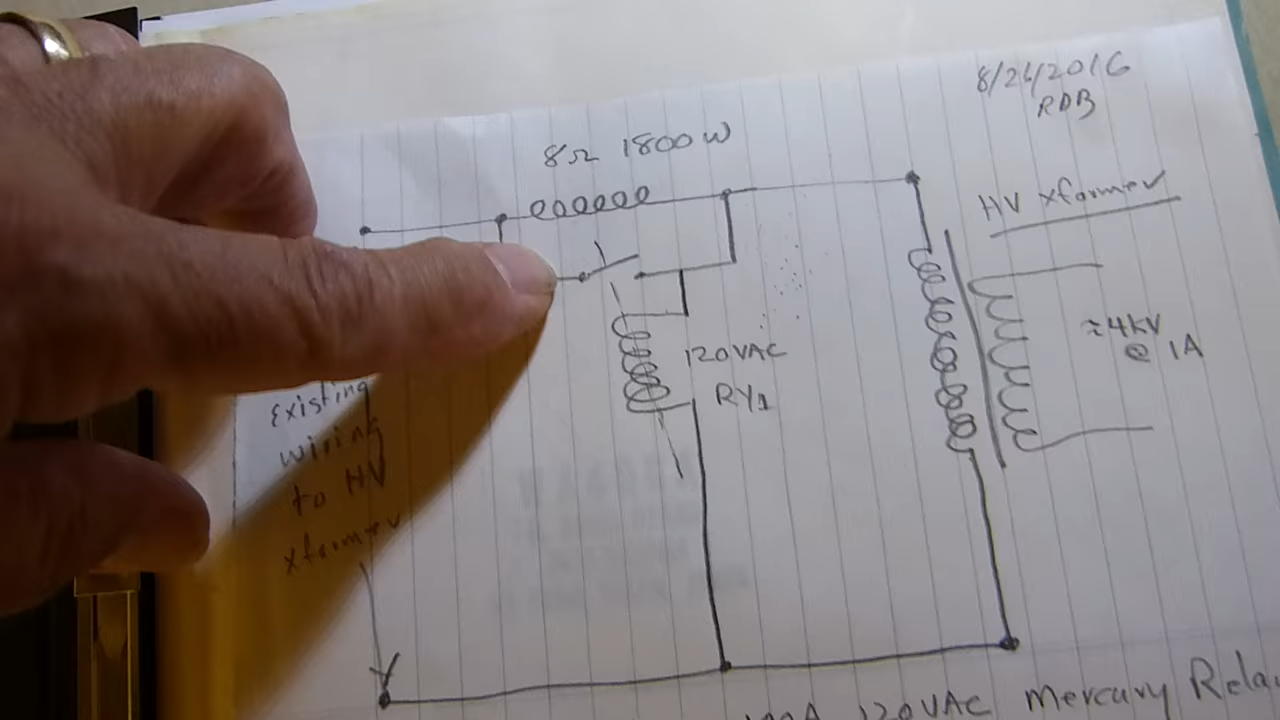 8/24/2016
RDB
8Ω 1800W
HV xformer
≈4KV
@ 1A
120VAC
RY1
Existing
wiring
to HV
xformer
120VAC Mercury